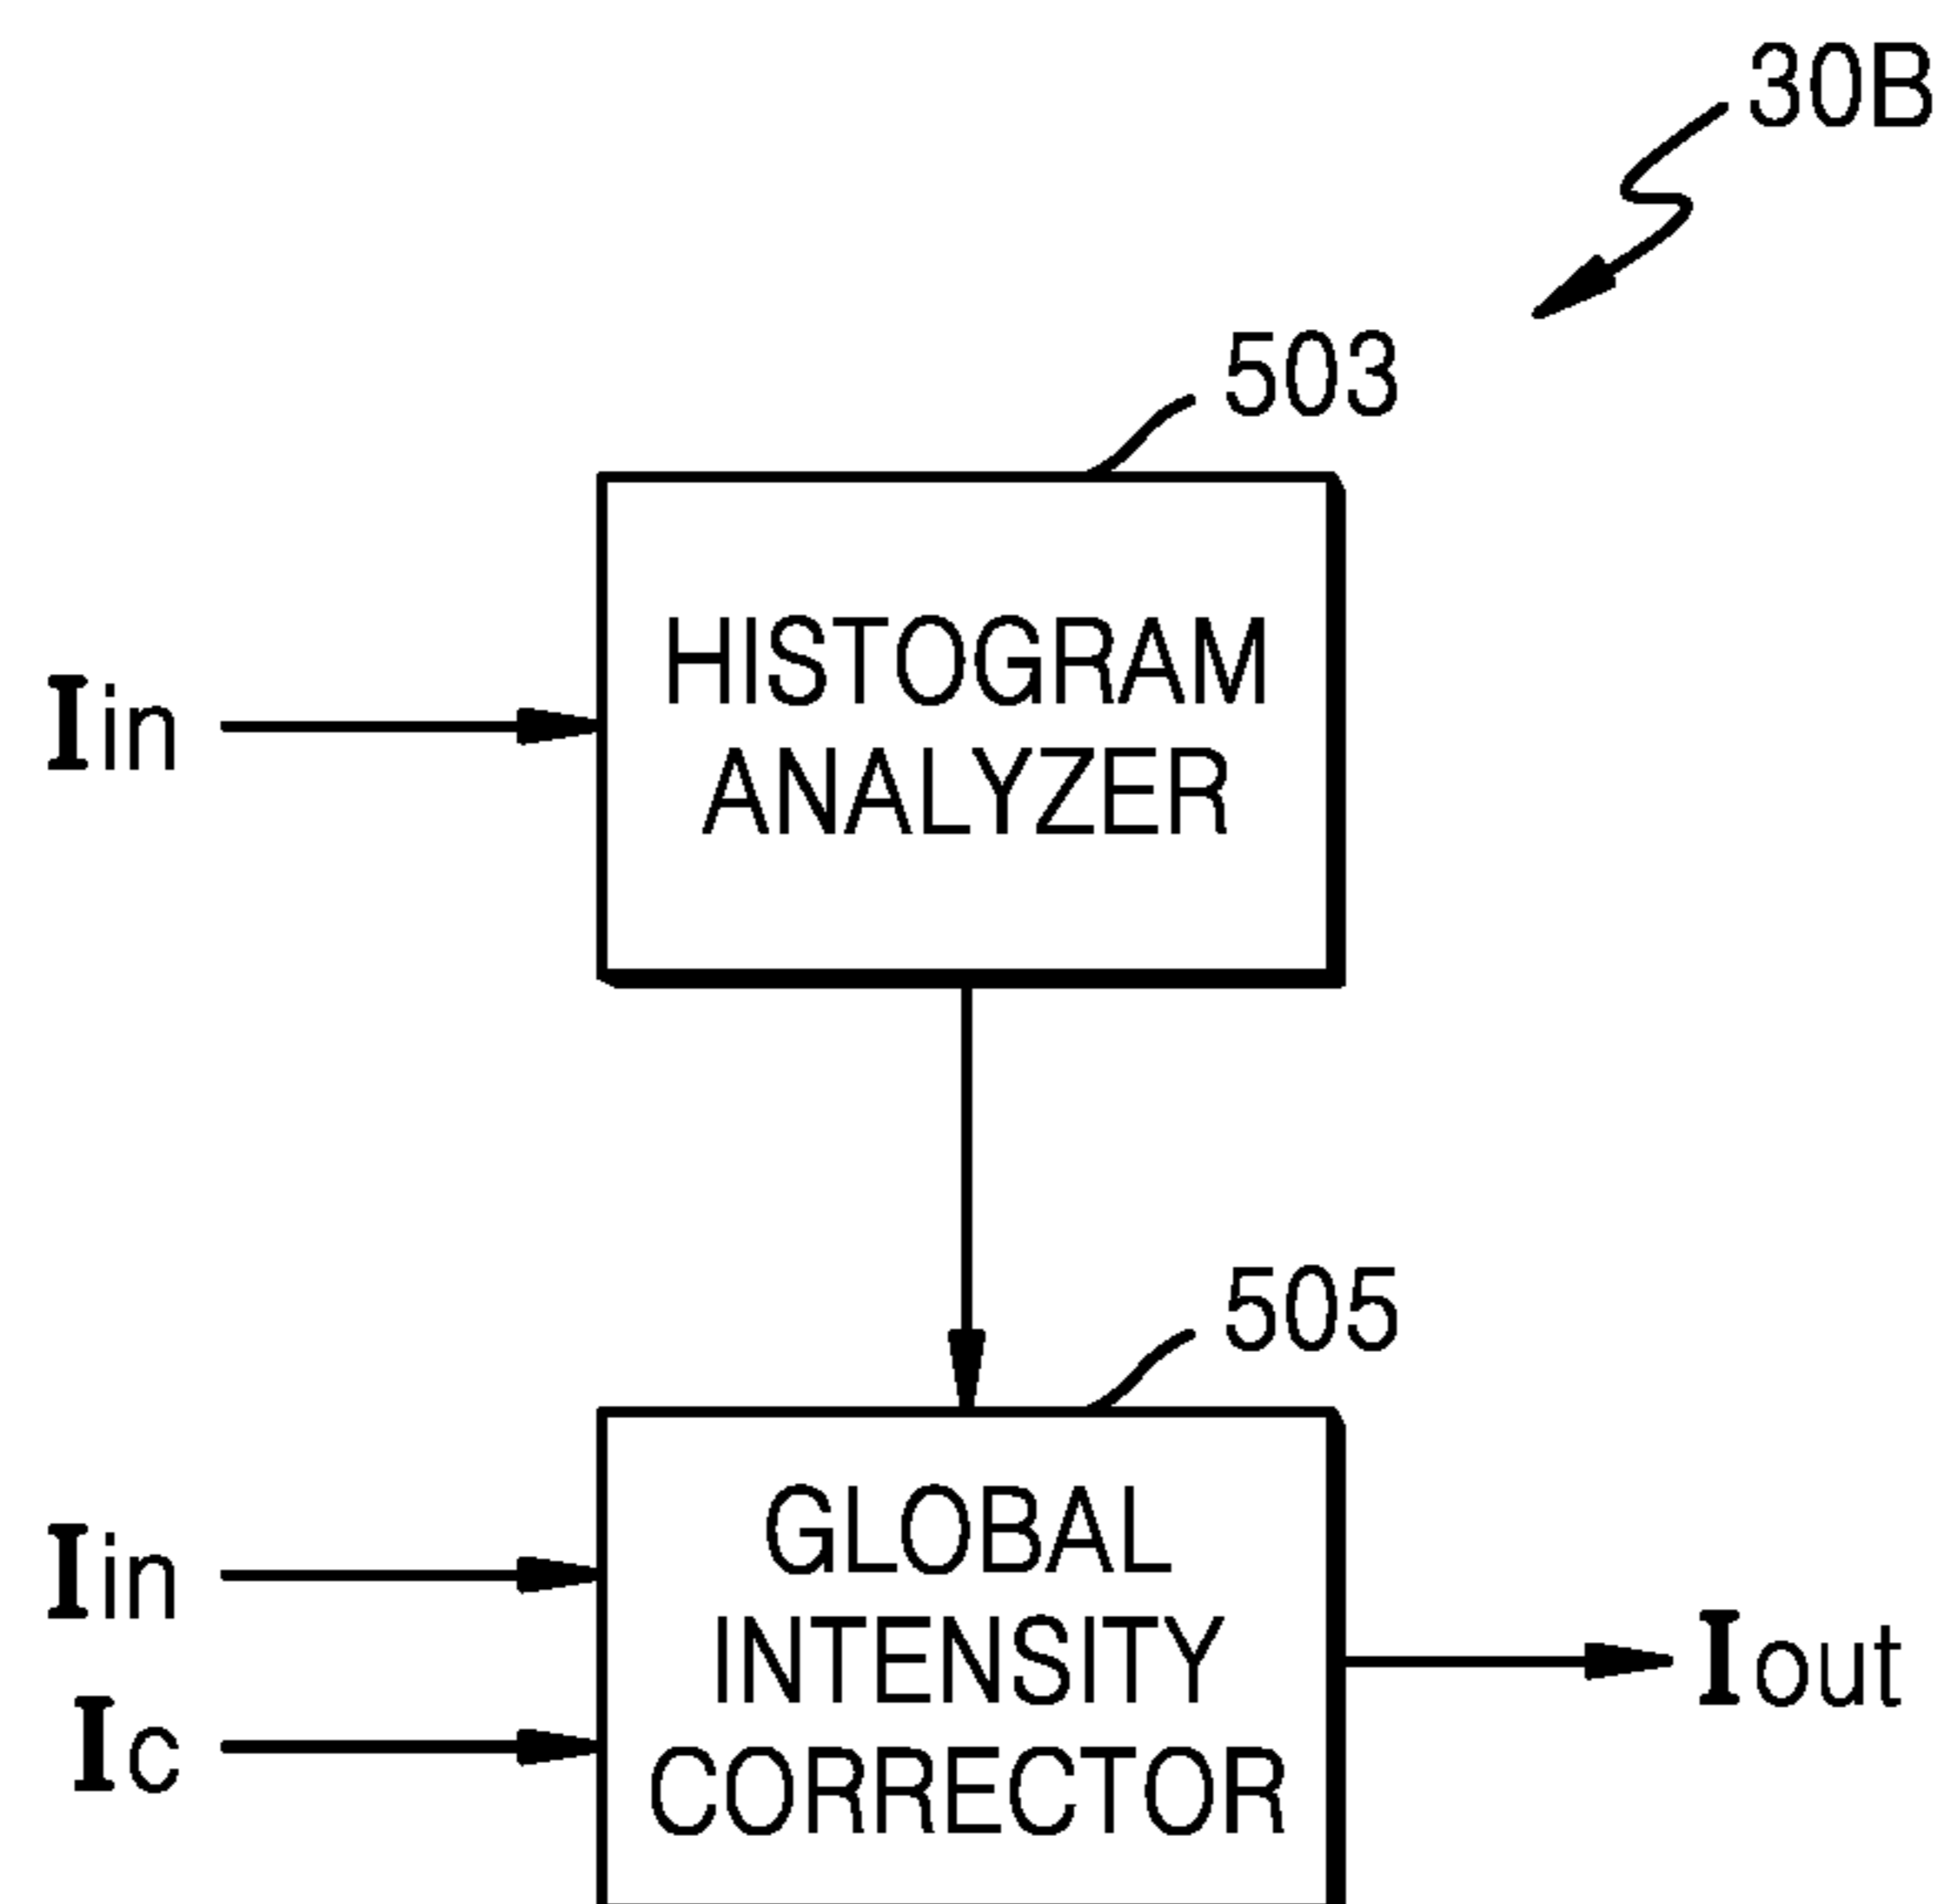 30B
503
HISTOGRAM
ANALYZER
Iin
505
GLOBAL
INTENSITY
CORRECTOR
Iin
Ic
Iout